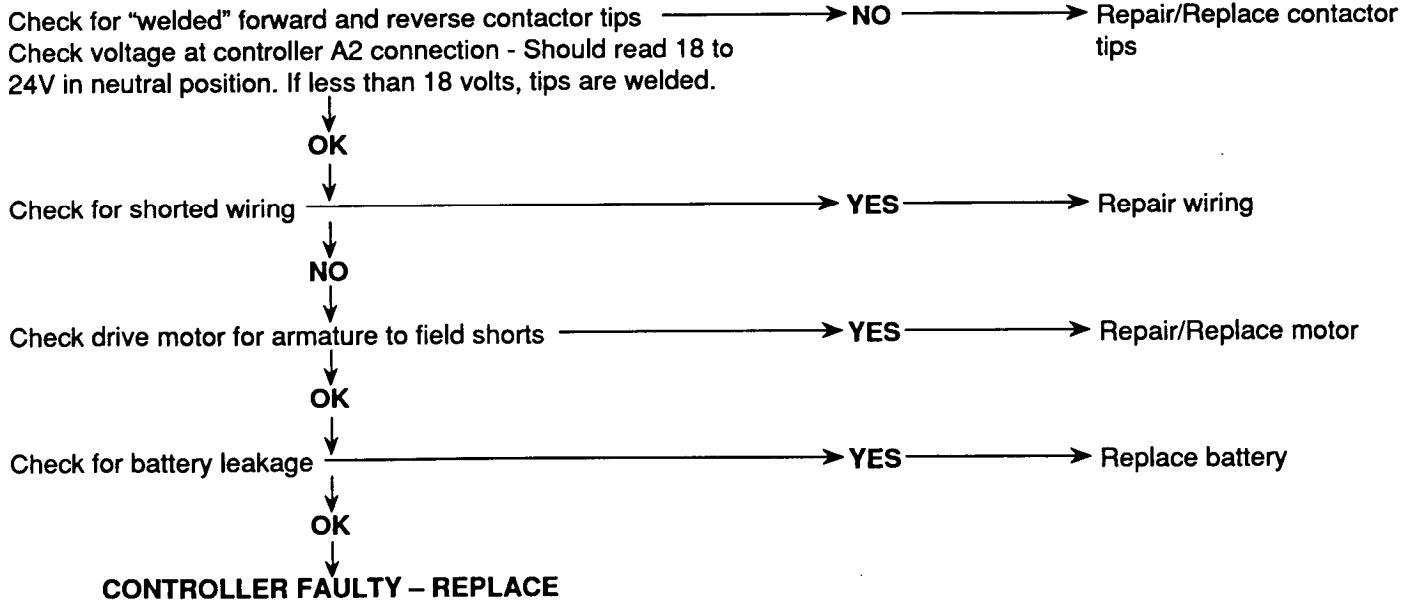 Check for “welded” forward and reverse contactor tips NO Repair/Replace contactor
tips
Check voltage at controller A2 connection - Should read 18 to
24V in neutral position. If less than 18 volts, tips are welded.
OK
Check for shorted wiring YES Repair wiring
NO
Check drive motor for armature to field shorts YES Repair/Replace motor
OK
Check for battery leakage YES Replace battery
OK
CONTROLLER FAULTY – REPLACE